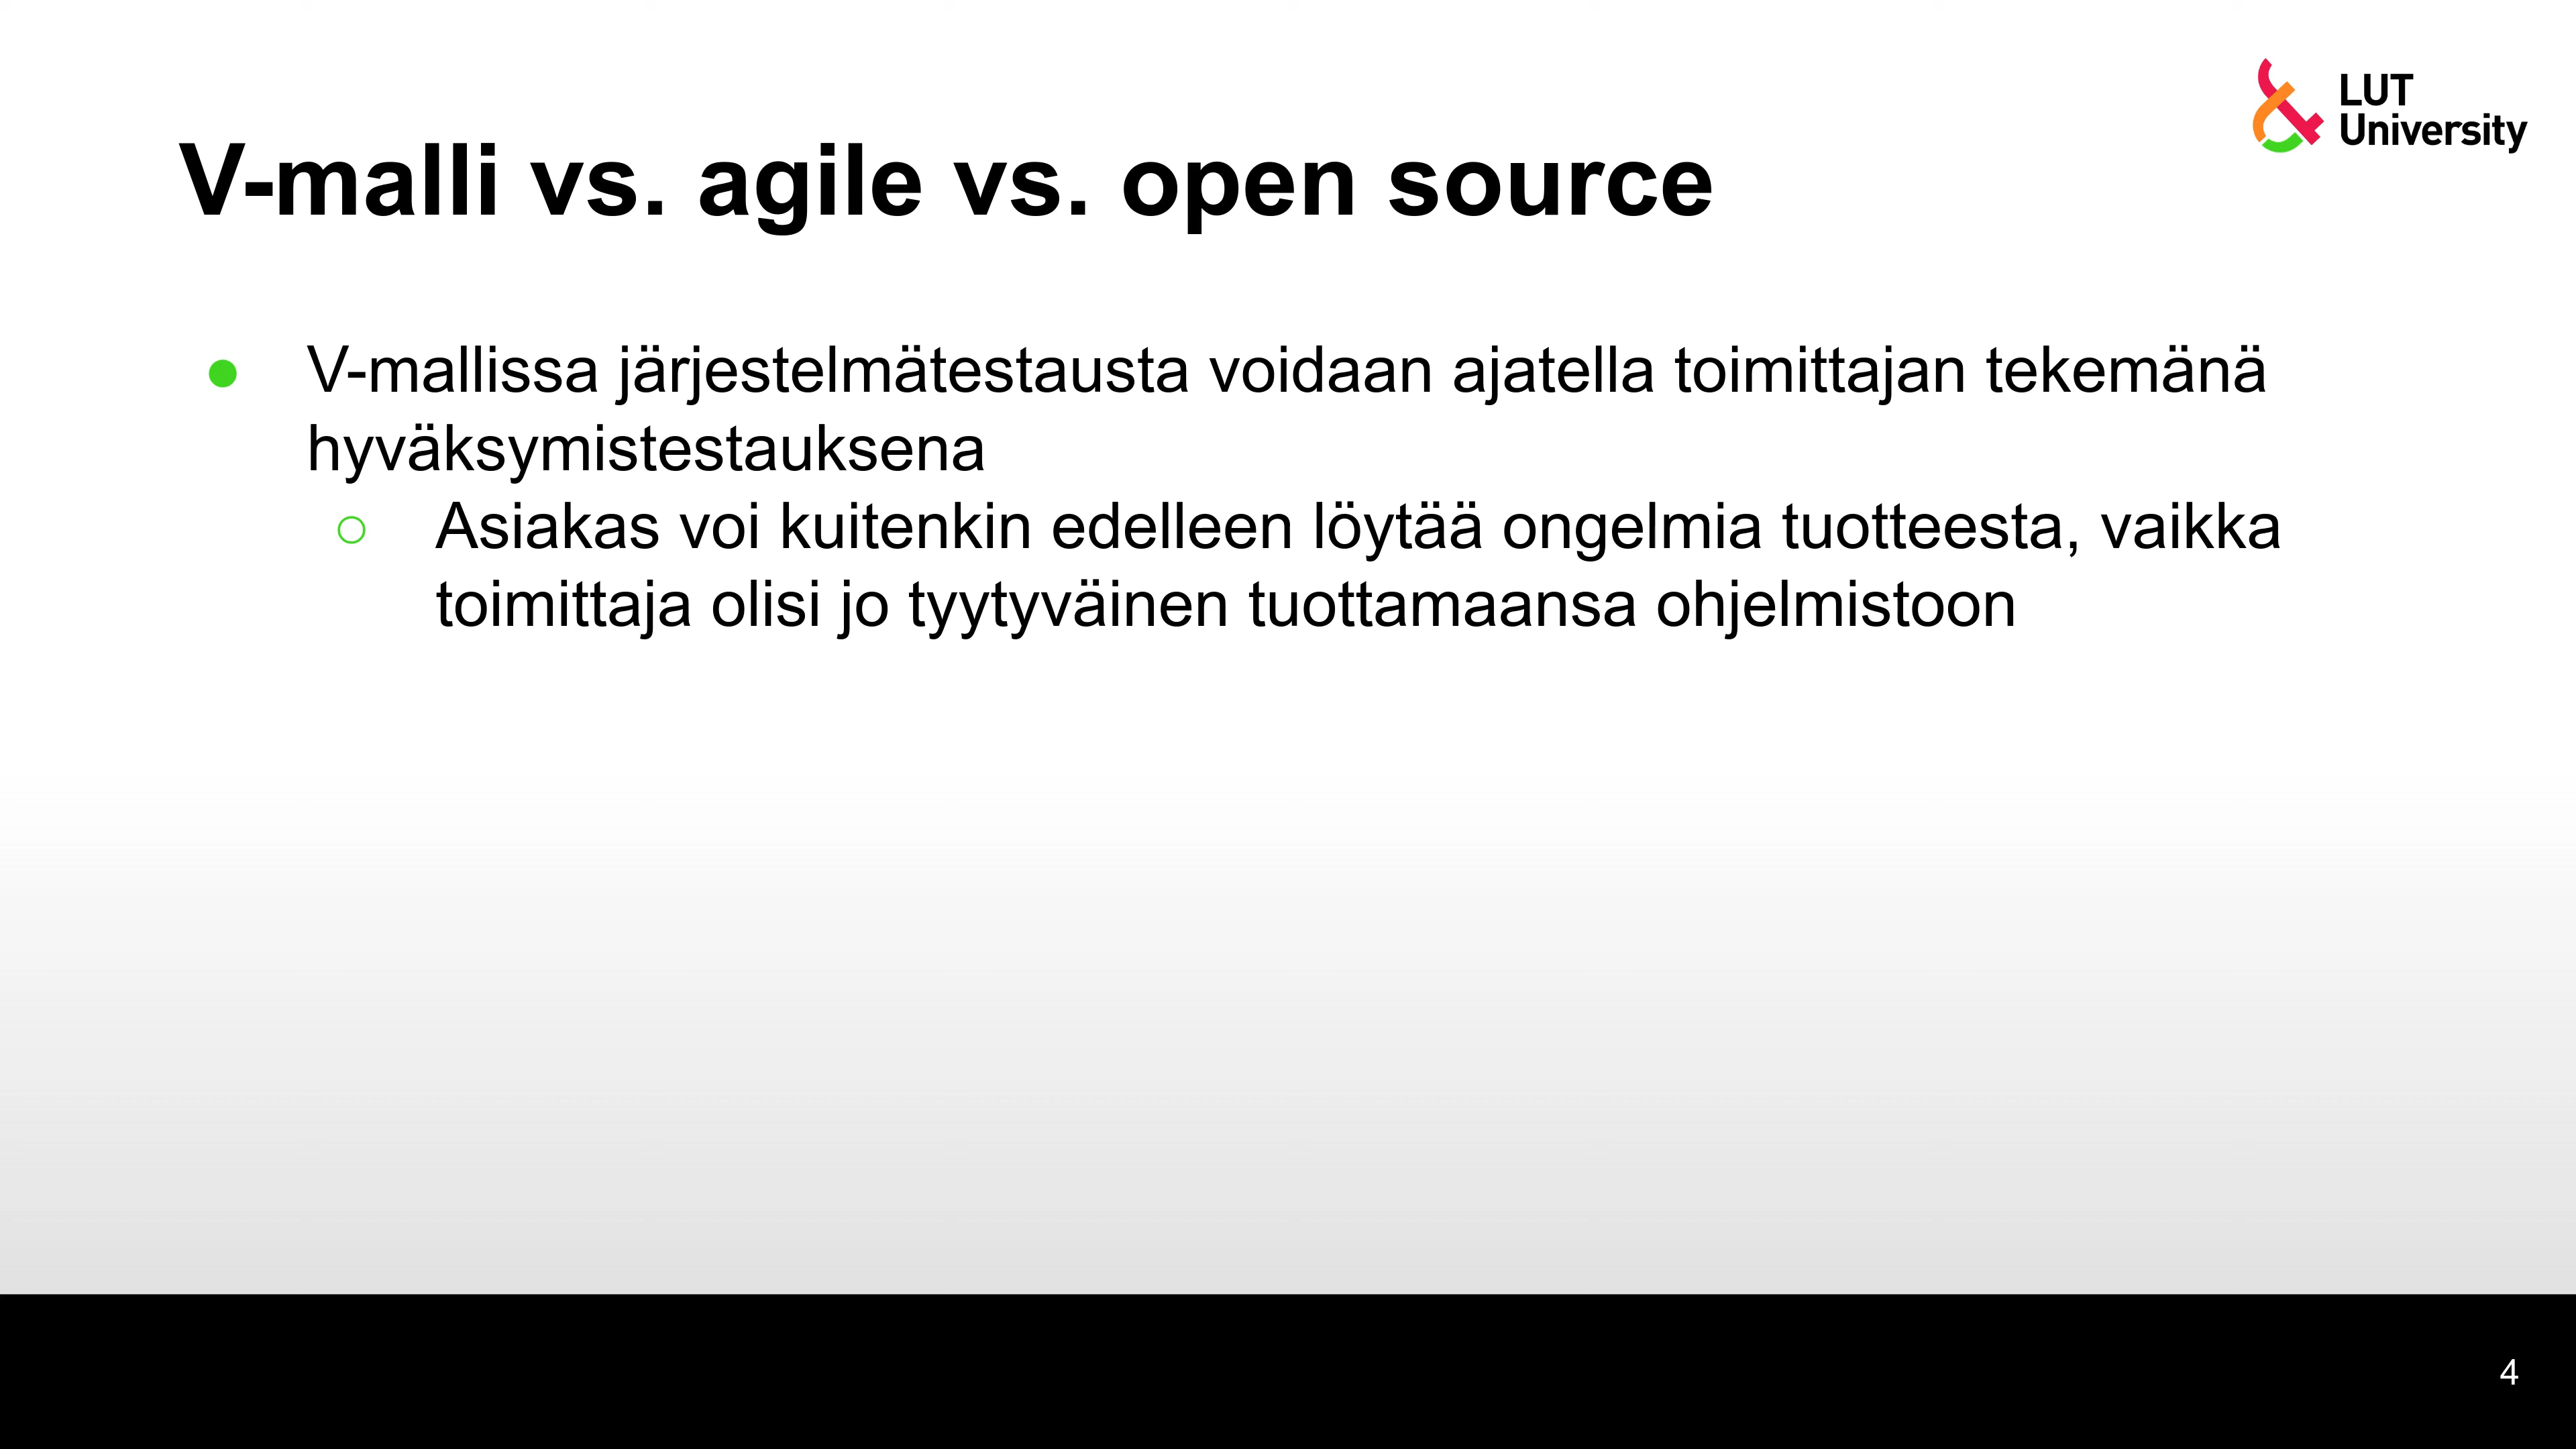 LUT
University
V-malli vs. agile vs. open source
● V-mallissa järjestelmätestausta voidaan ajatella toimittajan tekemänä
hyväksymistestauksena
○ Asiakas voi kuitenkin edelleen löytää ongelmia tuotteesta, vaikka
toimittaja olisi jo tyytyväinen tuottamaansa ohjelmistoon
4